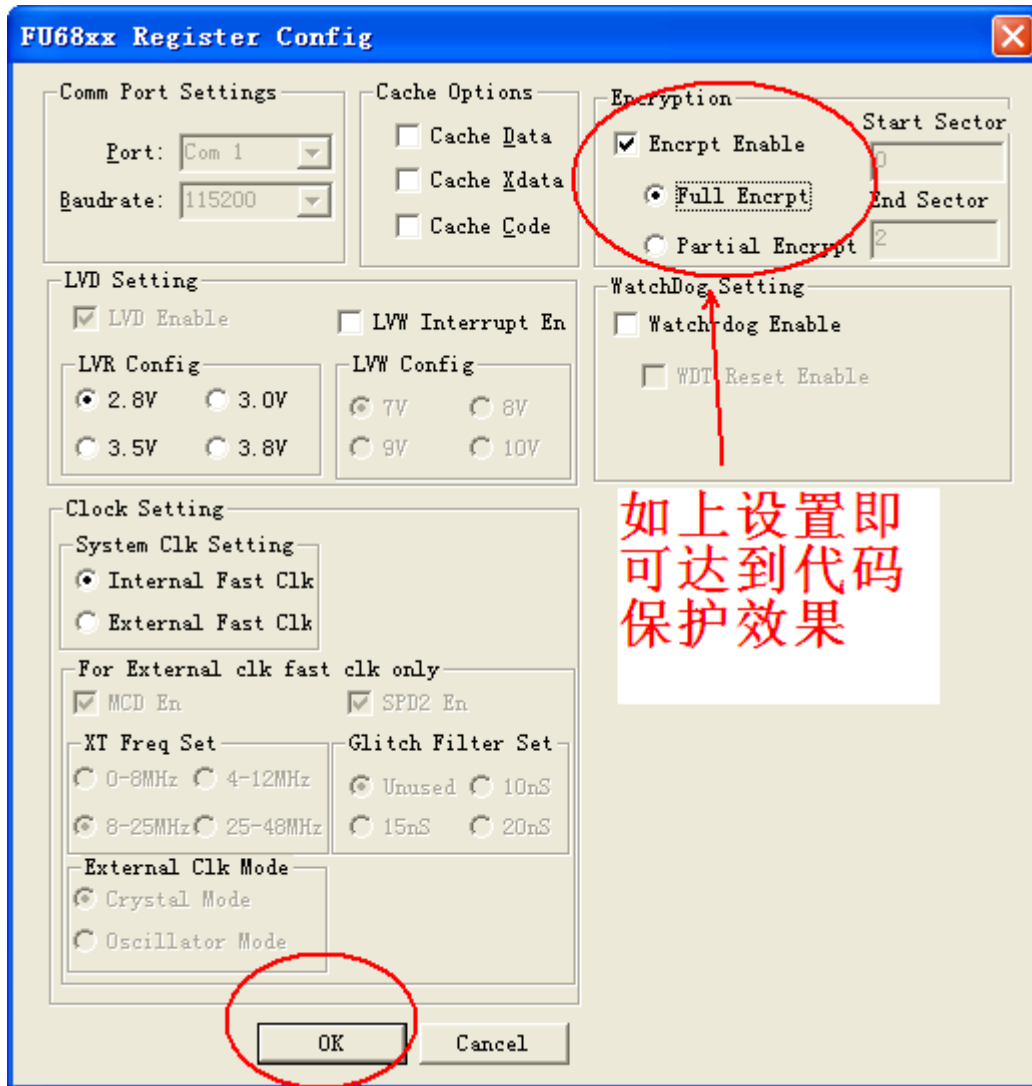 FU68xx Register Config
Comm Port Settings
Port: Com 1
Baudrate: 115200
Cache Options
Cache Data
Cache Xdata
Cache Code
Encryption
Encrpt Enable
Full Encrpt
Partial Encrypt
Start Sector
0
End Sector
2
LVD Setting
LVD Enable
LVW Interrupt En
LVR Config
2.8V 3.0V
3.5V 3.8V
LVW Config
7V 8V
9V 10V
WatchDog Setting
Watch-dog Enable
WDT Reset Enable
如上设置即
可达到代码
保护效果
Clock Setting
System Clk Setting
Internal Fast Clk
External Fast Clk
For External clk fast clk only
MCD En SPD2 En
XT Freq Set
0-8MHz 4-12MHz
8-25MHz 25-48MHz
Glitch Filter Set
Unused 10nS
15nS 20nS
External Clk Mode
Crystal Mode
Oscillator Mode
OK Cancel